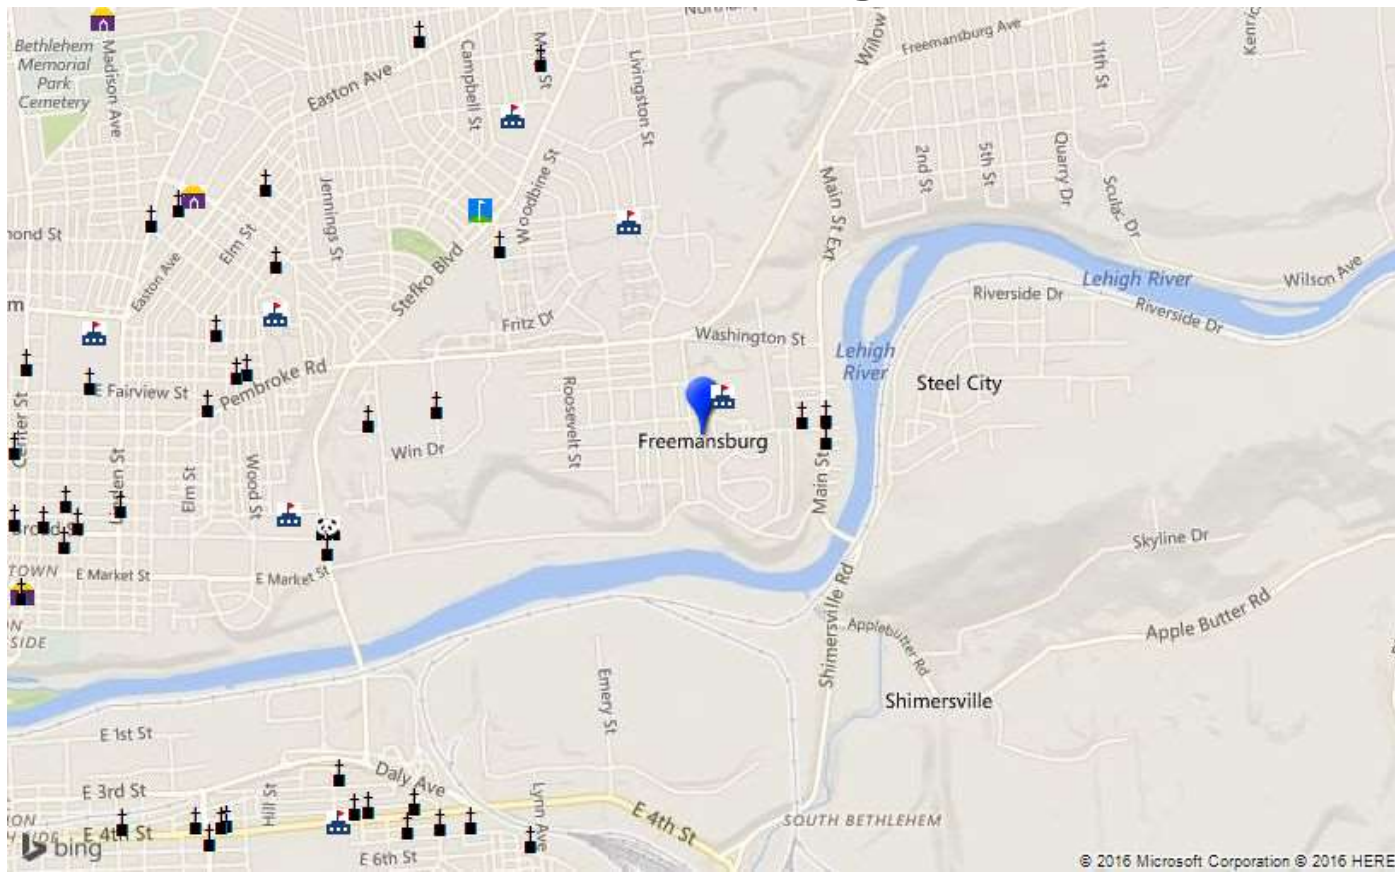 Bethlehem
Memorial
Park
Cemetery
Madison Ave
Easton Ave
Campbell St
Livingston St
Willow
Freemansburg Ave
11th St
Kenric
2nd St
5th St
Quarry Dr
Main St Ext
Woodbine St
Jennings St
Elm St
Easton Ave
Stefko Blvd
Fritz Dr
Washington St
Lehigh River
Wilson Ave
Riverside Dr
Riverside Dr
Lehigh
River
Steel City
E Fairview St
Pembroke Rd
Center St
Roosevelt St
Freemansburg
Win Dr
Elm St
Wood St
Main St
Skyline Dr
E Market St
E Market St
TOWN
SIDE
Shimersville Rd
Applebutter Rd
Apple Butter Rd
Shimersville
Emery St
E 1st St
Daly Ave
E 3rd St
Hill St
Lynn Ave
E 4th St
E 4th St
SOUTH BETHLEHEM
E 6th St
bing
© 2016 Microsoft Corporation © 2016 HERE